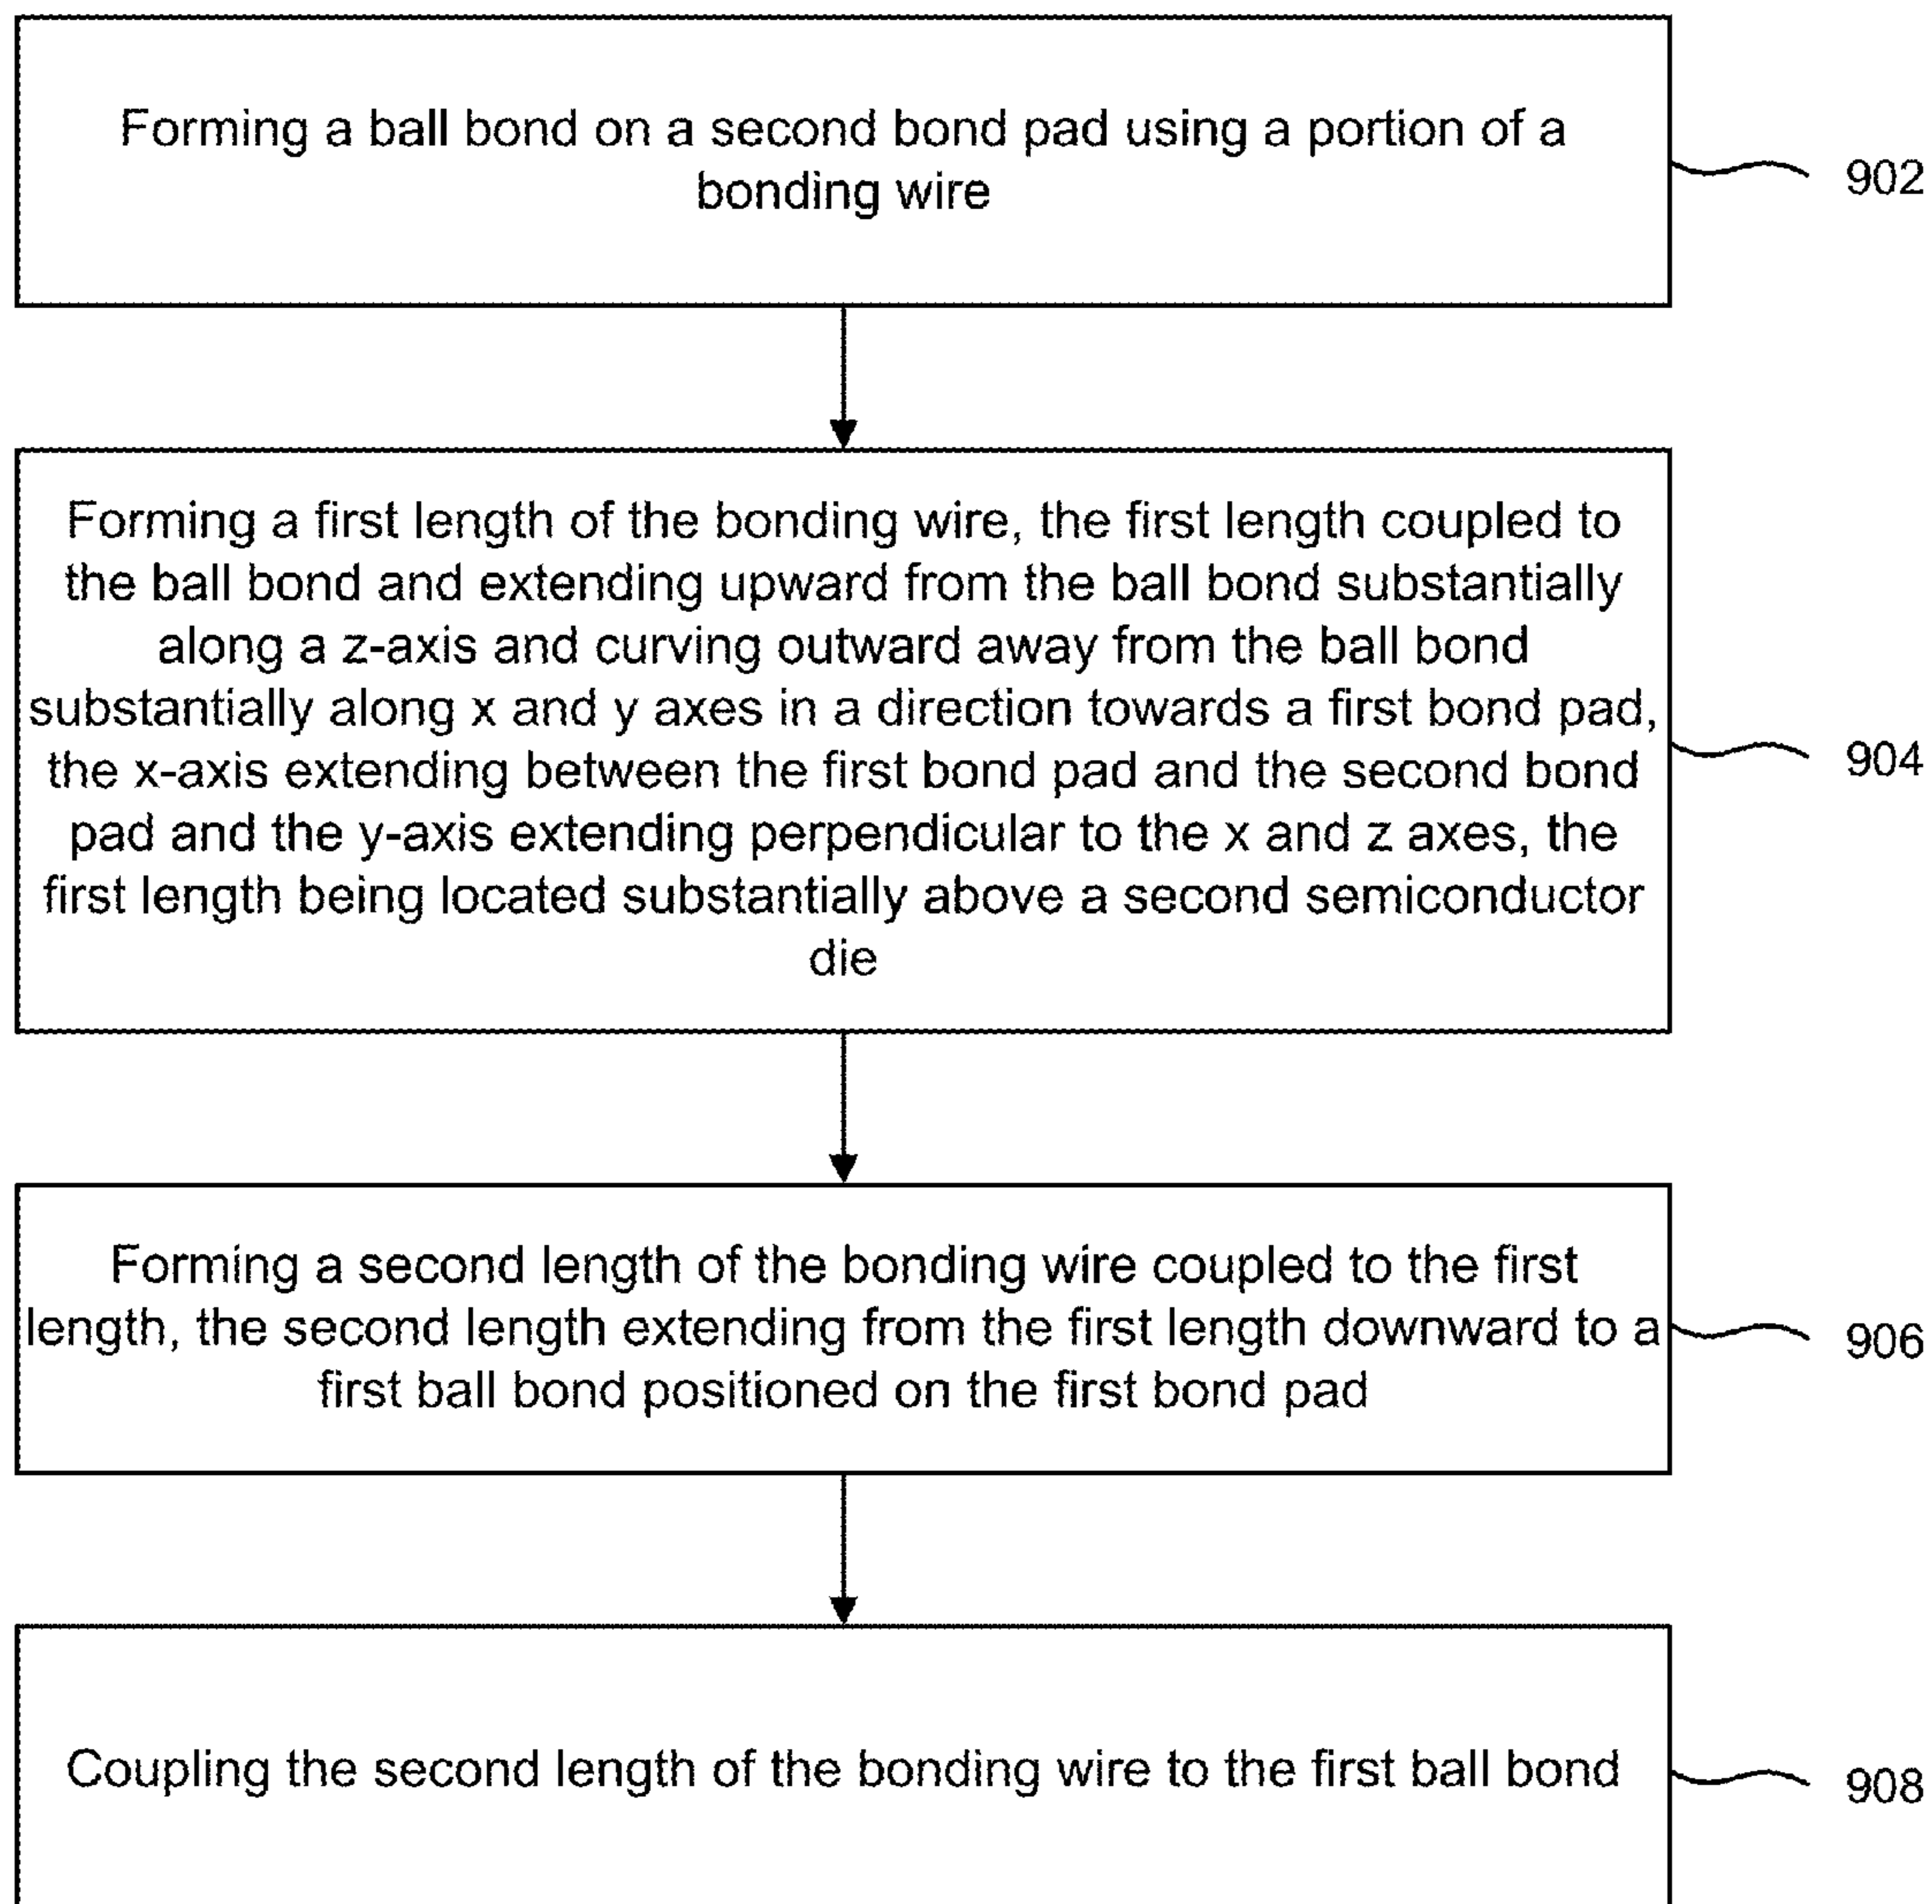 Forming a ball bond on a second bond pad using a portion of a
bonding wire
902
Forming a first length of the bonding wire, the first length coupled to
the ball bond and extending upward from the ball bond substantially
along a z-axis and curving outward away from the ball bond
substantially along x and y axes in a direction towards a first bond pad,
the x-axis extending between the first bond pad and the second bond
pad and the y-axis extending perpendicular to the x and z axes, the
first length being located substantially above a second semiconductor
die
904
Forming a second length of the bonding wire coupled to the first
length, the second length extending from the first length downward to a
first ball bond positioned on the first bond pad
906
Coupling the second length of the bonding wire to the first ball bond
908